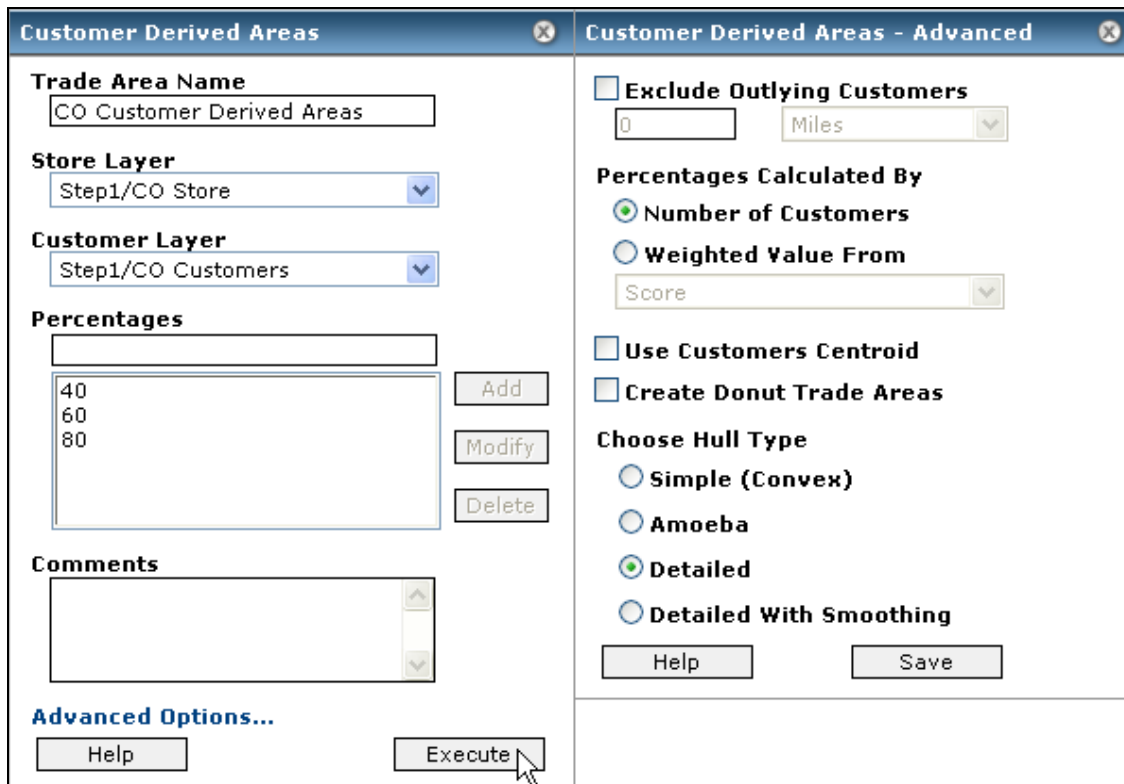 Customer Derived Areas
Trade Area Name
CO Customer Derived Areas
Store Layer
Step1/CO Store
Customer Layer
Step1/CO Customers
Percentages
40
60
80
Add
Modify
Delete
Comments
Advanced Options...
Help
Execute
Customer Derived Areas - Advanced
Exclude Outlying Customers
0
Miles
Percentages Calculated By
Number of Customers
Weighted Value From
Score
Use Customers Centroid
Create Donut Trade Areas
Choose Hull Type
Simple (Convex)
Amoeba
Detailed
Detailed With Smoothing
Help
Save